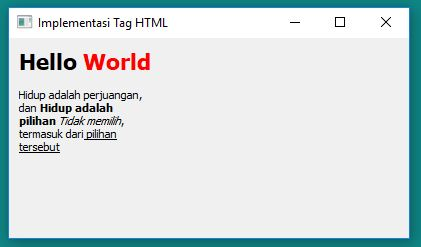 Implementasi Tag HTML
Hello World
Hidup adalah perjuangan,
dan Hidup adalah
pilihan Tidak memilih,
termasuk dari pilihan
tersebut